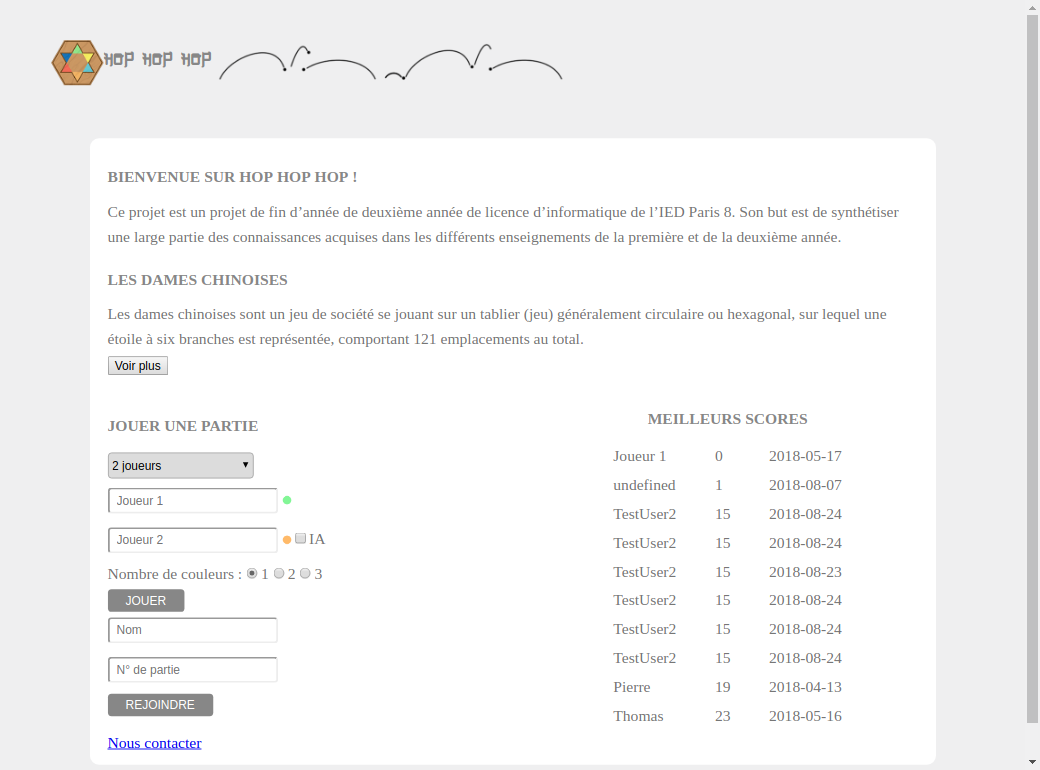 HOP HOP HOP
BIENVENUE SUR HOP HOP HOP !
Ce projet est un projet de fin d’année de deuxième année de licence d’informatique de l’IED Paris 8. Son but est de synthétiser
une large partie des connaissances acquises dans les différents enseignements de la première et de la deuxième année.
LES DAMES CHINOISES
Les dames chinoises sont un jeu de société se jouant sur un tablier (jeu) généralement circulaire ou hexagonal, sur lequel une
étoile à six branches est représentée, comportant 121 emplacements au total.
Voir plus
JOUER UNE PARTIE
2 joueurs
Joueur 1
Joueur 2 IA
Nombre de couleurs : 1 2 3
JOUER
Nom
N° de partie
REJOINDRE
Nous contacter
MEILLEURS SCORES
Joueur 1 0 2018-05-17
undefined 1 2018-08-07
TestUser2 15 2018-08-24
TestUser2 15 2018-08-24
TestUser2 15 2018-08-23
TestUser2 15 2018-08-24
TestUser2 15 2018-08-24
TestUser2 15 2018-08-24
Pierre 19 2018-04-13
Thomas 23 2018-05-16